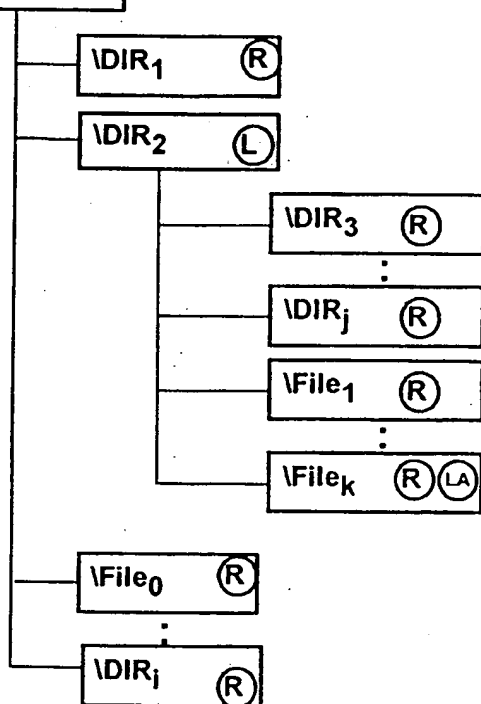 \DIR1 R
\DIR2 L
\DIR3 R
\DIRj R
\File1 R
\Filek R LA
\File0 R
\DIRi R